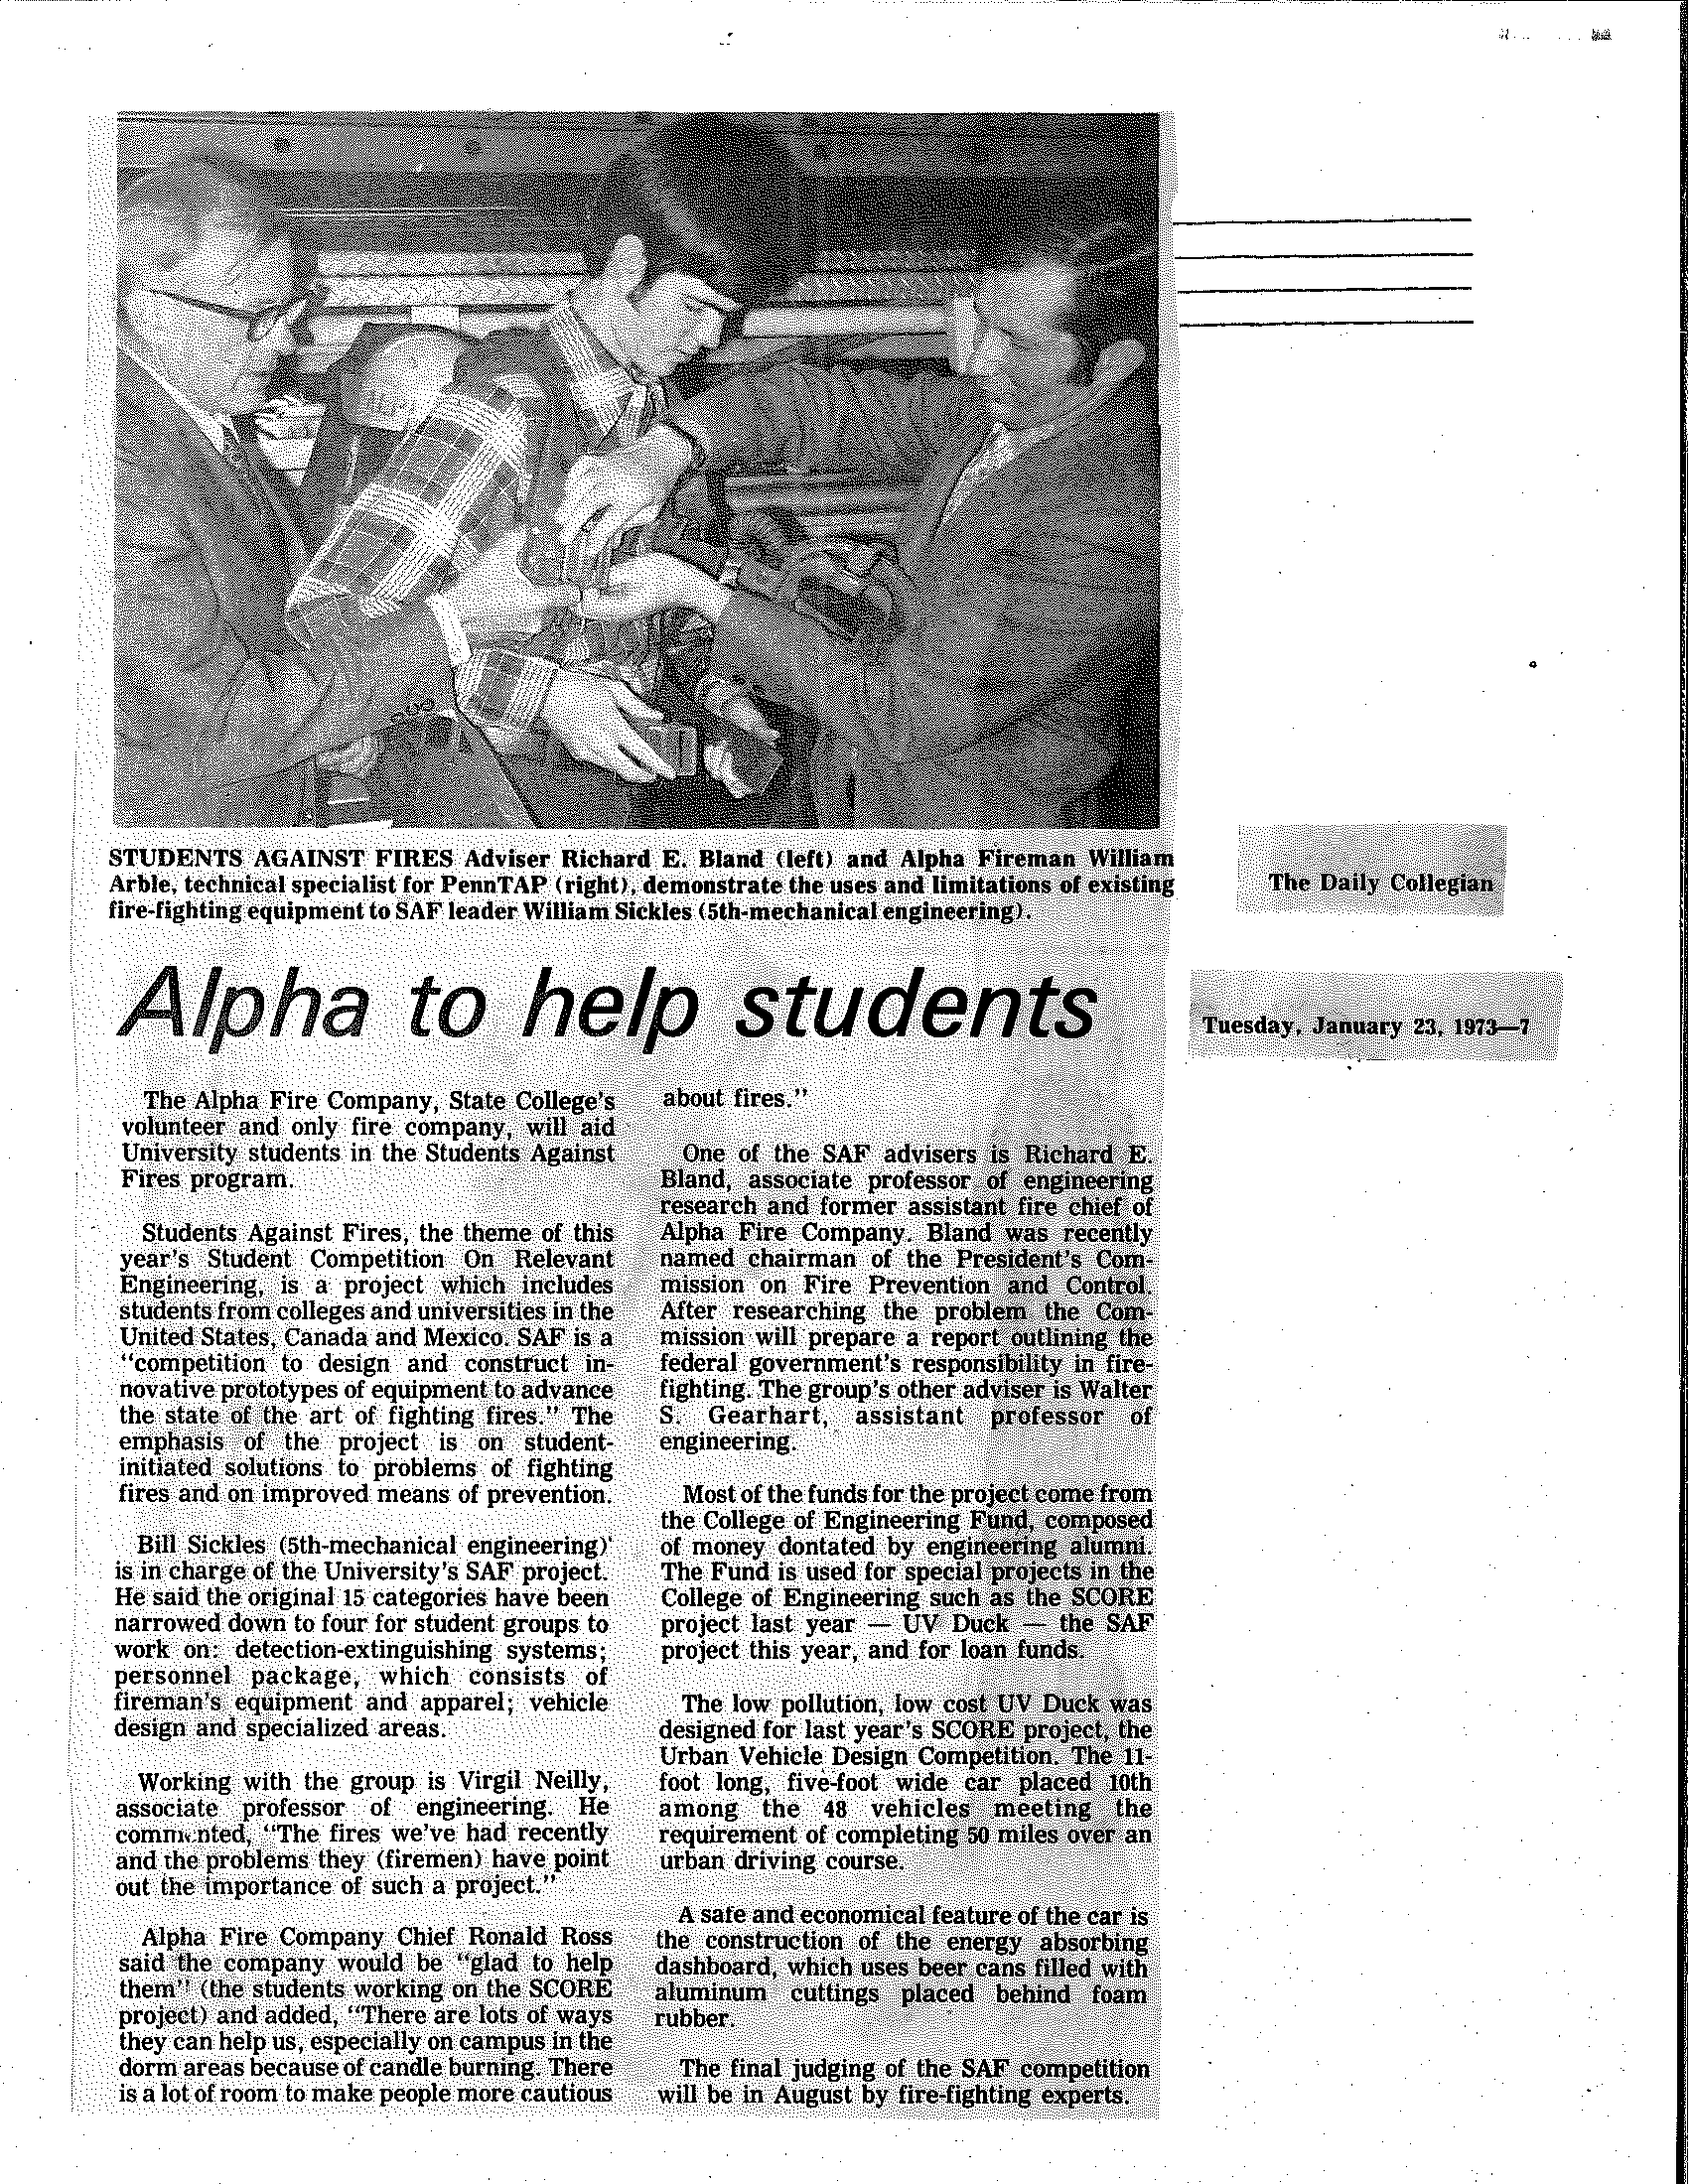 STUDENTS AGAINST FIRES Adviser Richard E. Bland (left) and Alpha Fireman William
Arble, technical specialist for PennTAP (right), demonstrate the uses and limitations of existing
fire-fighting equipment to SAF leader William Sickles (5th-mechanical engineering).
The Daily Collegian
Alpha to help students
Tuesday, January 23, 1973—7
The Alpha Fire Company, State College's
volunteer and only fire company, will aid
University students in the Students Against
Fires program.
Students Against Fires, the theme of this
year's Student Competition On Relevant
Engineering, is a project which includes
students from colleges and universities in the
United States, Canada and Mexico. SAF is a
"competition to design and construct in-
novative prototypes of equipment to advance
the state of the art of fighting fires." The
emphasis of the project is on student-
initiated solutions to problems of fighting
fires and on improved means of prevention.
Bill Sickles (5th-mechanical engineering)
is in charge of the University's SAF project.
He said the original 15 categories have been
narrowed down to four for student groups to
work on: detection-extinguishing systems;
personnel package, which consists of
fireman's equipment and apparel; vehicle
design and specialized areas.
Working with the group is Virgil Neilly,
associate professor of engineering. He
commented, "The fires we've had recently
and the problems they (firemen) have point
out the importance of such a project."
Alpha Fire Company Chief Ronald Ross
said the company would be "glad to help
them" (the students working on the SCORE
project) and added, "There are lots of ways
they can help us, especially on campus in the
dorm areas because of candle burning. There
is a lot of room to make people more cautious
about fires."
One of the SAF advisers is Richard E.
Bland, associate professor of engineering
research and former assistant fire chief of
Alpha Fire Company. Bland was recently
named chairman of the President's Com-
mission on Fire Prevention and Control.
After researching the problem the Com-
mission will prepare a report outlining the
federal government's responsibility in fire-
fighting. The group's other adviser is Walter
S. Gearhart, assistant professor of
engineering.
Most of the funds for the project come from
the College of Engineering Fund, composed
of money dontated by engineering alumni.
The Fund is used for special projects in the
College of Engineering such as the SCORE
project last year — UV Duck — the SAF
project this year, and for loan funds.
The low pollution, low cost UV Duck was
designed for last year's SCORE project, the
Urban Vehicle Design Competition. The 11-
foot long, five-foot wide car placed 10th
among the 48 vehicles meeting the
requirement of completing 50 miles over an
urban driving course.
A safe and economical feature of the car is
the construction of the energy absorbing
dashboard, which uses beer cans filled with
aluminum cuttings placed behind foam
rubber.
The final judging of the SAF competition
will be in August by fire-fighting experts.